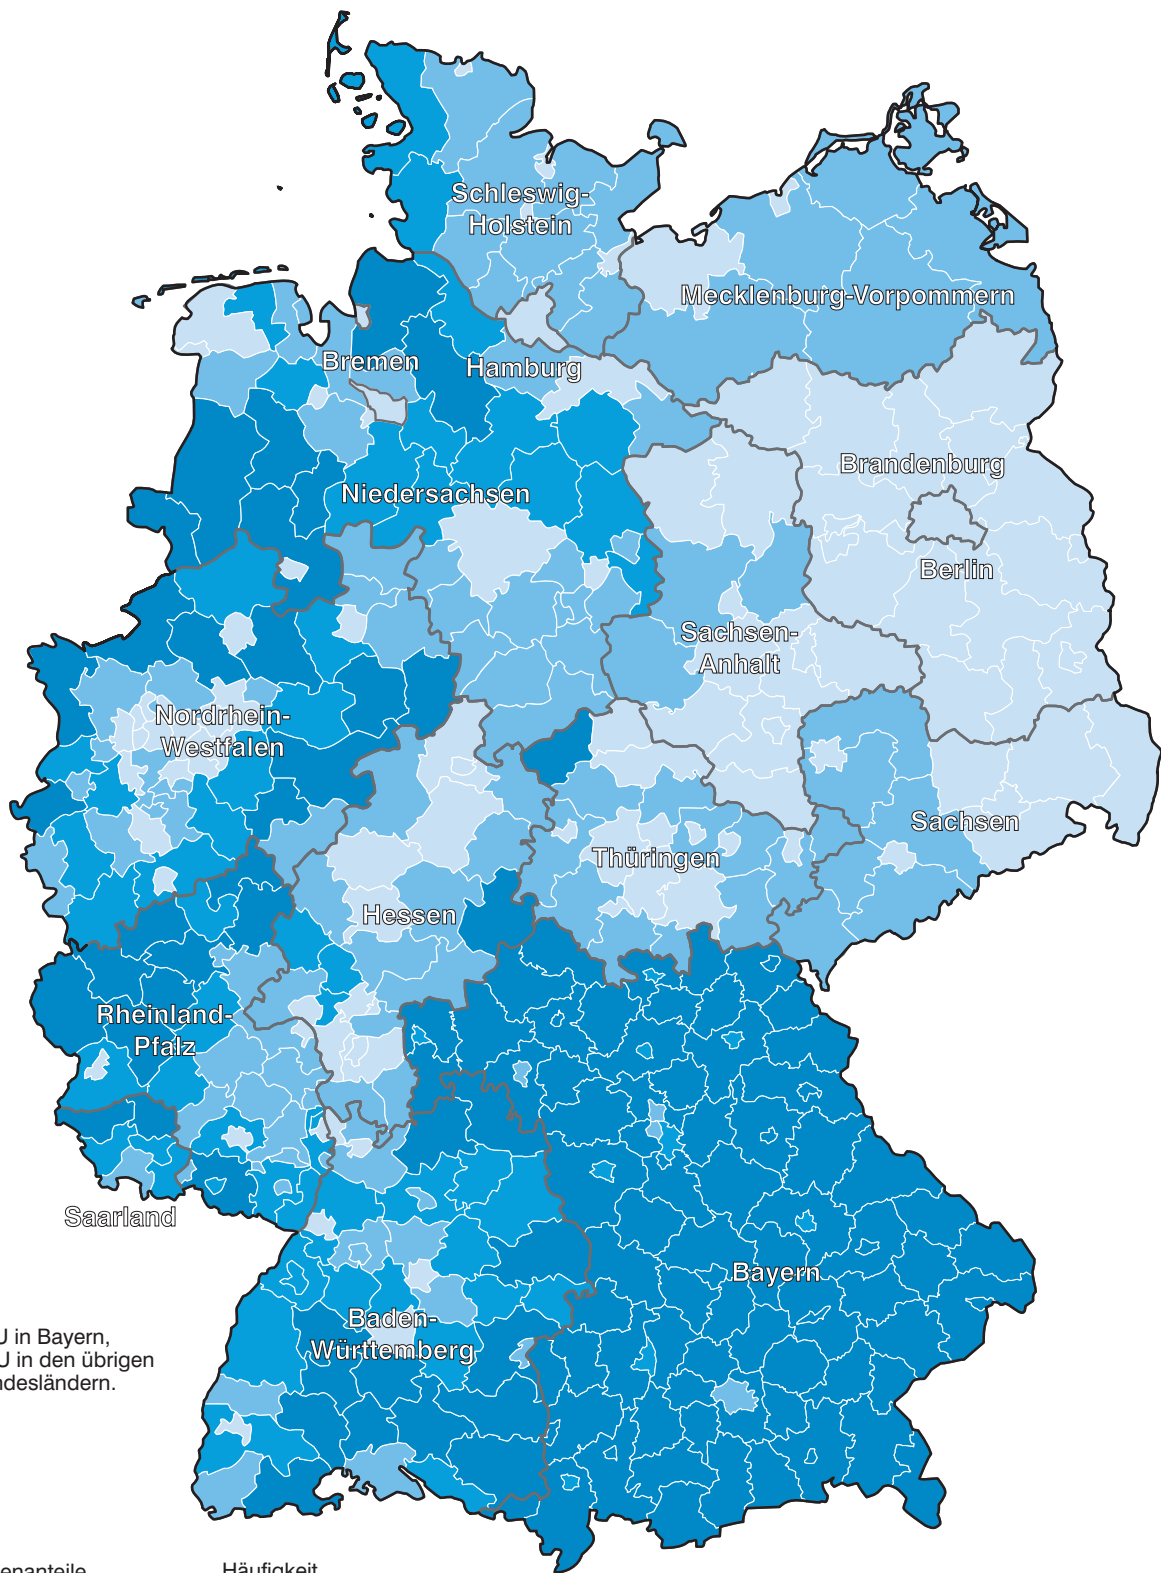 Schleswig-
Holstein
Mecklenburg-Vorpommern
Bremen
Hamburg
Brandenburg
Niedersachsen
Berlin
Sachsen-
Anhalt
Nordrhein-
Westfalen
Sachsen
Thüringen
Hessen
Rheinland-
Pfalz
Saarland
Bayern
Baden-
Württemberg
U in Bayern,
U in den übrigen
ndesländern.
enanteile
Häufigkeit